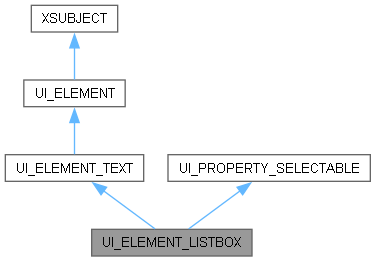 XSUBJECT
UI_ELEMENT
UI_ELEMENT_TEXT
UI_PROPERTY_SELECTABLE
UI_ELEMENT_LISTBOX